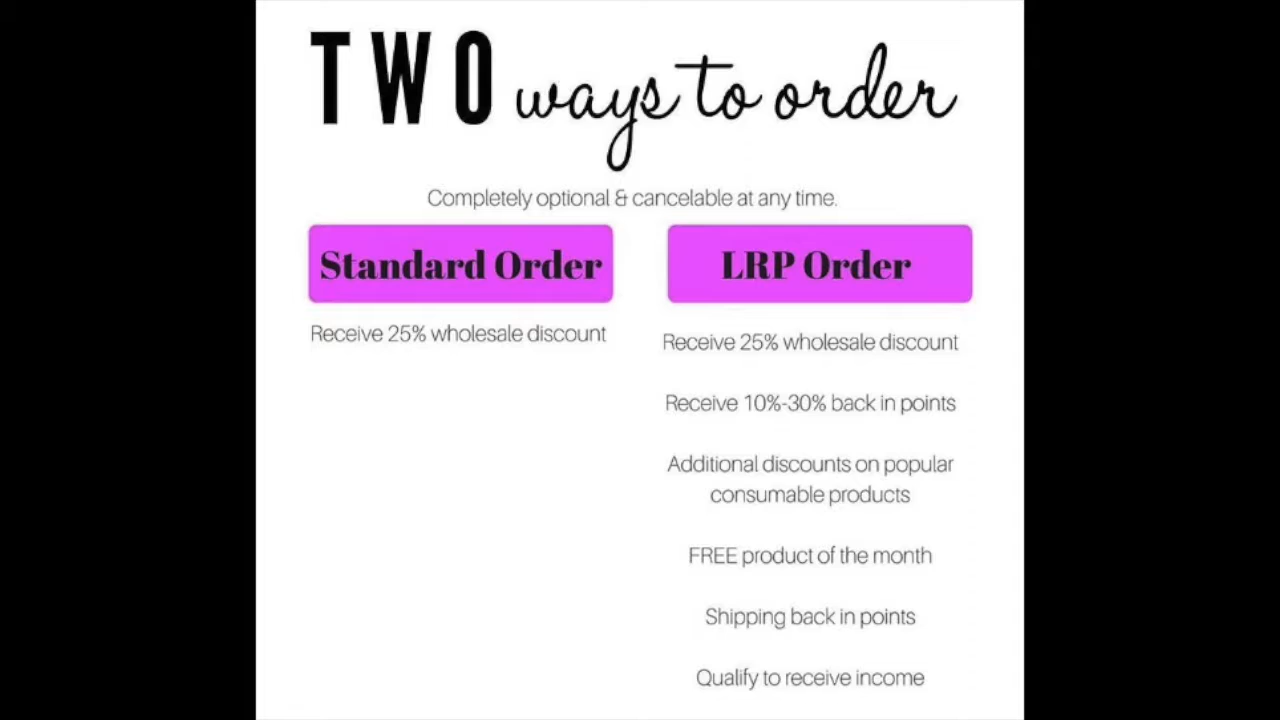 TWO ways to order
Completely optional & cancelable at any time.
Standard Order
Receive 25% wholesale discount
LRP Order
Receive 25% wholesale discount
Receive 10%-30% back in points
Additional discounts on popular
consumable products
FREE product of the month
Shipping back in points
Qualify to receive income